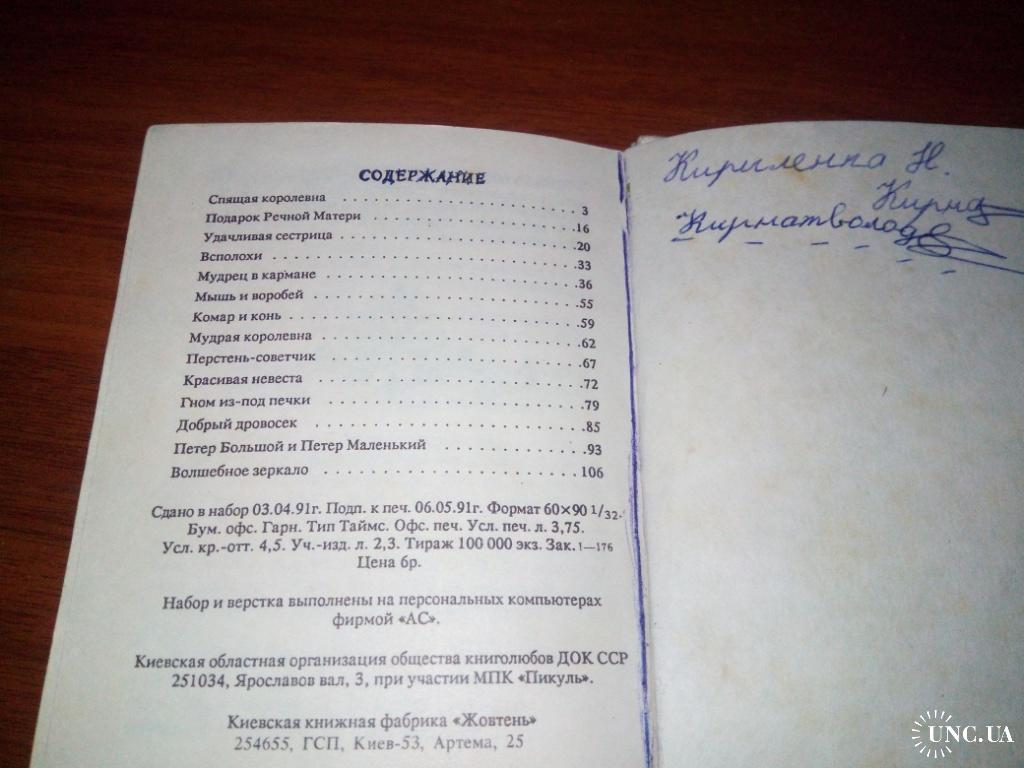 СОДЕРЖАНИЕ
Спящая королевна . . . . . . . . . . . . . . . . . . 3
Подарок Речной Матери . . . . . . . . . . . . . . . .16
Удачливая сестрица . . . . . . . . . . . . . . . . . .20
Всполохи . . . . . . . . . . . . . . . . . . . . . .33
Мудрец в кармане . . . . . . . . . . . . . . . . . .36
Мышь и воробей . . . . . . . . . . . . . . . . . . .55
Комар и конь . . . . . . . . . . . . . . . . . . . .59
Мудрая королевна . . . . . . . . . . . . . . . . . .62
Перстень-советчик . . . . . . . . . . . . . . . . . .67
Красивая невеста . . . . . . . . . . . . . . . . . .72
Гном из-под печки . . . . . . . . . . . . . . . . . .79
Добрый дровосек . . . . . . . . . . . . . . . . . . .85
Петер Большой и Петер Маленький . . . . . . . . . .93
Волшебное зеркало . . . . . . . . . . . . . . . . . 106
Сдано в набор 03.04.91г. Подп. к печ. 06.05.91г. Формат 60×90 1/32.
Бум. офс. Гарн. Тип Таймс. Офс. печ. Усл. печ. л. 3,75.
Усл. кр.-отт. 4,5. Уч.-изд. л. 2,3. Тираж 100 000 экз. Зак. 1—176
Цена 6р.
Набор и верстка выполнены на персональных компьютерах
фирмой «АС».
Киевская областная организация общества книголюбов ДОК ССР
251034, Ярославов вал, 3, при участии МПК «Пикуль».
Киевская книжная фабрика «Жовтень»
254655, ГСП, Киев-53, Артема, 25
Н.
UNC.UA